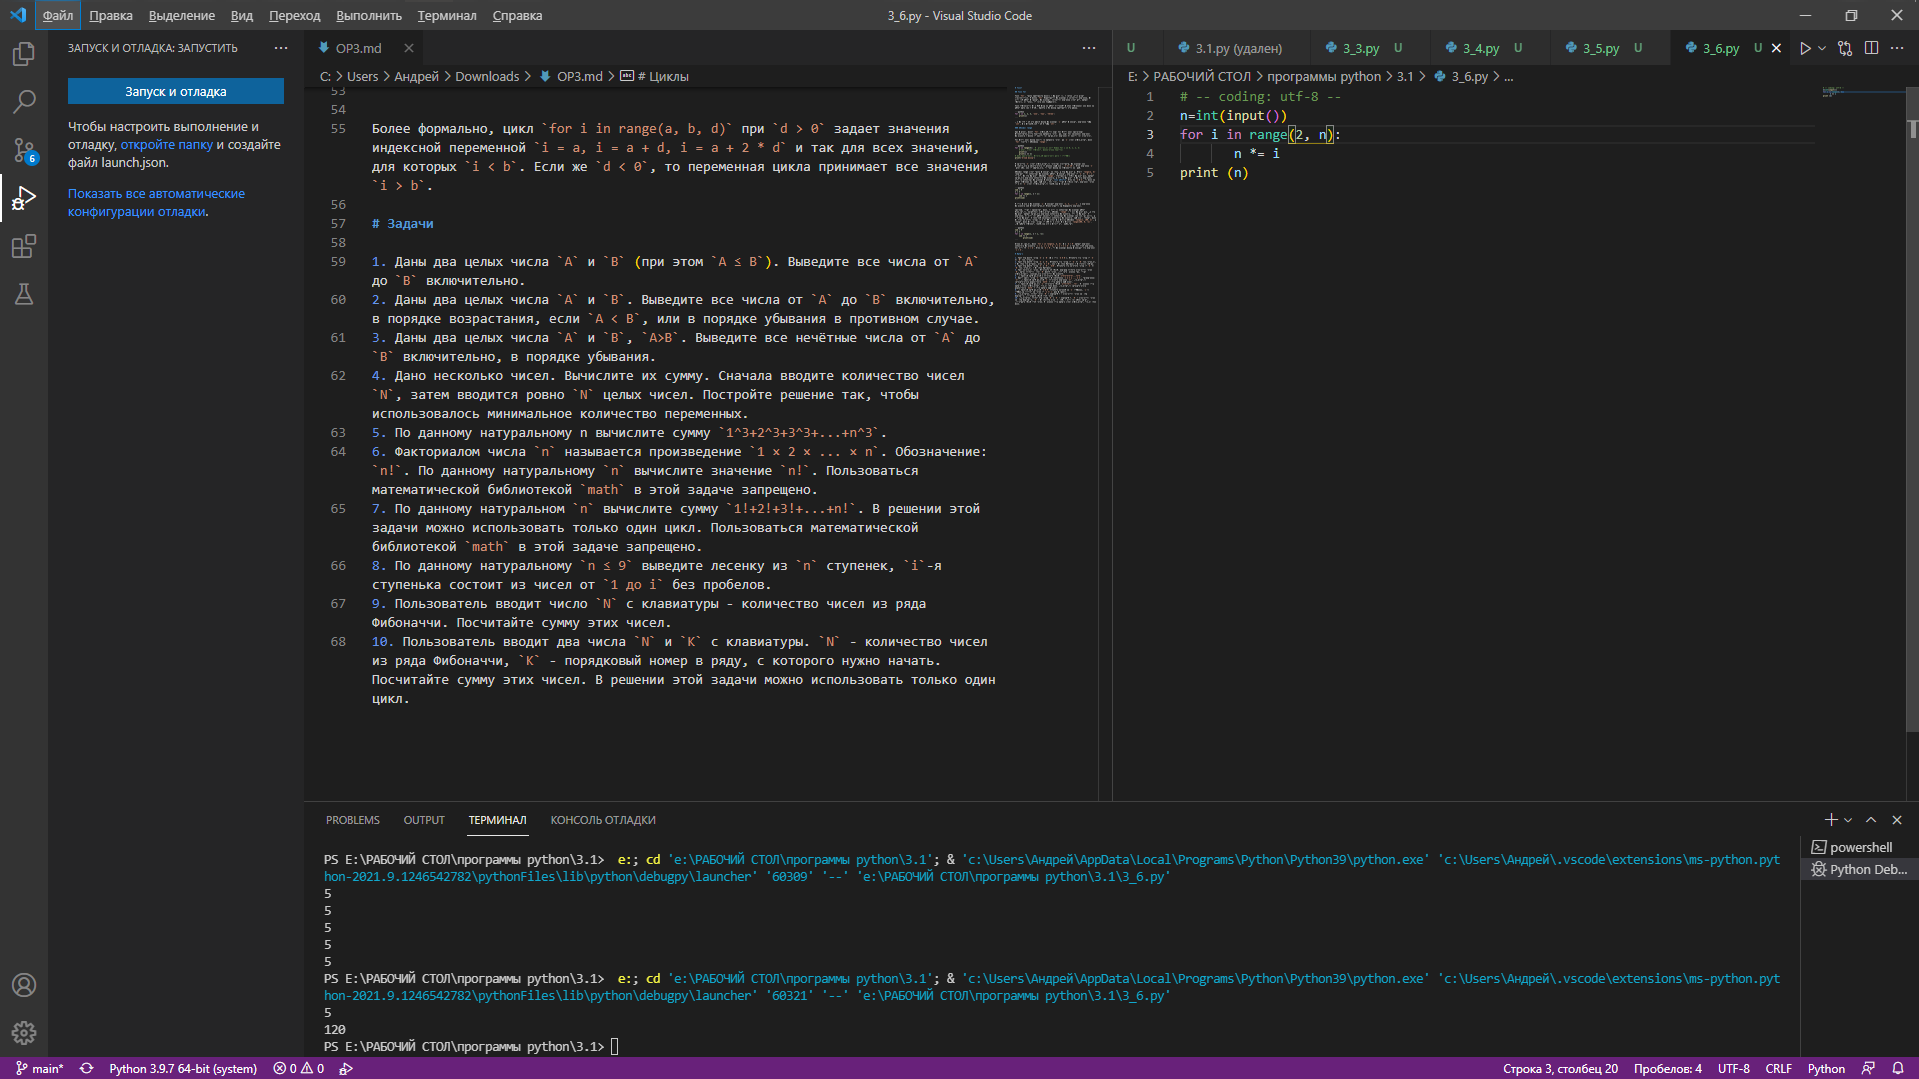 Файл Правка Выделение Вид Переход Выполнить Терминал Справка
3_6.py - Visual Studio Code
ЗАПУСК И ОТЛАДКА: ЗАПУСТИТЬ ...
Запуск и отладка
Чтобы настроить выполнение и
отладку, откройте папку и создайте
файл launch.json.
Показать все автоматические
конфигурации отладки.
6
OP3.md
C: > Users > Андрей > Downloads > OP3.md > # Циклы
53
54
55 Более формально, цикл `for i in range(a, b, d)` при `d > 0` задает значения
индексной переменной `i = a, i = a + d, i = a + 2 * d` и так для всех значений,
для которых `i < b`. Если же `d < 0`, то переменная цикла принимает все значения
`i > b`.
56
57 # Задачи
58
59 1. Даны два целых числа `A` и `B` (при этом `A ≤ B`). Выведите все числа от `A`
до `B` включительно.
60 2. Даны два целых числа `A` и `B`. Выведите все числа от `A` до `B` включительно,
в порядке возрастания, если `A < B`, или в порядке убывания в противном случае.
61 3. Даны два целых числа `A` и `B`, `A>B`. Выведите все нечётные числа от `A` до
`B` включительно, в порядке убывания.
62 4. Дано несколько чисел. Вычислите их сумму. Сначала вводите количество чисел
`N`, затем вводится ровно `N` целых чисел. Постройте решение так, чтобы
использовалось минимальное количество переменных.
63 5. По данному натуральному n вычислите сумму `1^3+2^3+3^3+...+n^3`.
64 6. Факториалом числа `n` называется произведение `1 × 2 × ... × n`. Обозначение:
`n!`. По данному натуральному `n` вычислите значение `n!`. Пользоваться
математической библиотекой `math` в этой задаче запрещено.
65 7. По данному натуральном `n` вычислите сумму `1!+2!+3!+...+n!`. В решении этой
задачи можно использовать только один цикл. Пользоваться математической
библиотекой `math` в этой задаче запрещено.
66 8. По данному натуральному `n ≤ 9` выведите лесенку из `n` ступенек, `i`-я
ступенька состоит из чисел от `1 до i` без пробелов.
67 9. Пользователь вводит число `N` с клавиатуры - количество чисел из ряда
Фибоначчи. Посчитайте сумму этих чисел.
68 10. Пользователь вводит два числа `N` и `K` с клавиатуры. `N` - количество чисел
из ряда Фибоначчи, `K` - порядковый номер в ряду, с которого нужно начать.
Посчитайте сумму этих чисел. В решении этой задачи можно использовать только один
цикл.
U 3.1.py (удален) 3_3.py U 3_4.py U 3_5.py U 3_6.py U
E: > РАБОЧИЙ СТОЛ > программы python > 3.1 > 3_6.py > ...
1 # -- coding: utf-8 --
2 n=int(input())
3 for i in range(2, n):
4 n *= i
5 print (n)
PROBLEMS OUTPUT ТЕРМИНАЛ КОНСОЛЬ ОТЛАДКИ
PS E:\РАБОЧИЙ СТОЛ\программы python\3.1> e:; cd 'e:\РАБОЧИЙ СТОЛ\программы python\3.1'; & 'c:\Users\Андрей\AppData\Local\Programs\Python\Python39\python.exe' 'c:\Users\Андрей\.vscode\extensions\ms-python.pyt
hon-2021.9.1246542782\pythonFiles\lib\python\debugpy\launcher' '60309' '--' 'e:\РАБОЧИЙ СТОЛ\программы python\3.1\3_6.py'
5
5
5
5
5
PS E:\РАБОЧИЙ СТОЛ\программы python\3.1> e:; cd 'e:\РАБОЧИЙ СТОЛ\программы python\3.1'; & 'c:\Users\Андрей\AppData\Local\Programs\Python\Python39\python.exe' 'c:\Users\Андрей\.vscode\extensions\ms-python.pyt
hon-2021.9.1246542782\pythonFiles\lib\python\debugpy\launcher' '60321' '--' 'e:\РАБОЧИЙ СТОЛ\программы python\3.1\3_6.py'
5
120
PS E:\РАБОЧИЙ СТОЛ\программы python\3.1>
powershell
Python Deb...
main* Python 3.9.7 64-bit (system) 0 0
Строка 3, столбец 20 Пробелов: 4 UTF-8 CRLF Python